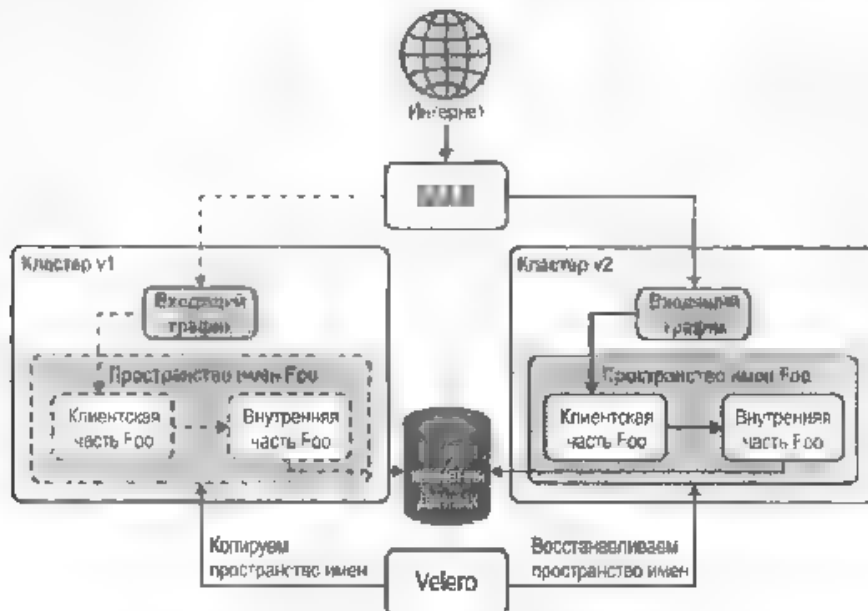 Интернет
Кластер v1
Кластер v2
Входящий
трафик
Входящий
трафик
Пространство имен Foo
Пространство имен Foo
Клиентская
часть Foo
Внутренняя
часть Foo
Клиентская
часть Foo
Внутренняя
часть Foo
Копируем
пространство имен
Velero
Восстанавливаем
пространство имен